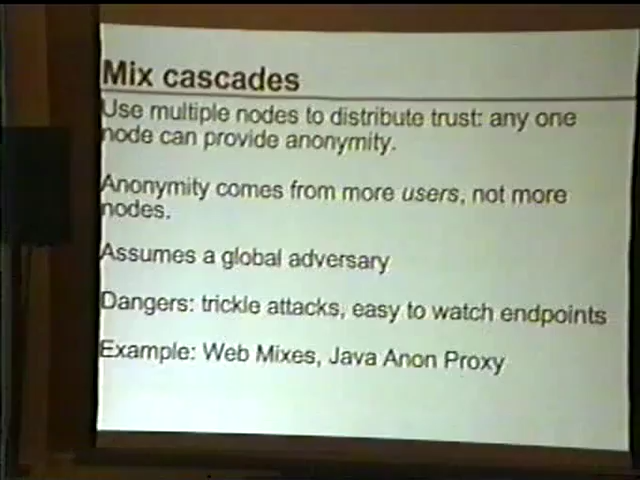 Mix cascades
Use multiple nodes to distribute trust: any one
node can provide anonymity.
Anonymity comes from more users, not more
nodes.
Assumes a global adversary
Dangers: trickle attacks, easy to watch endpoints
Example: Web Mixes, Java Anon Proxy